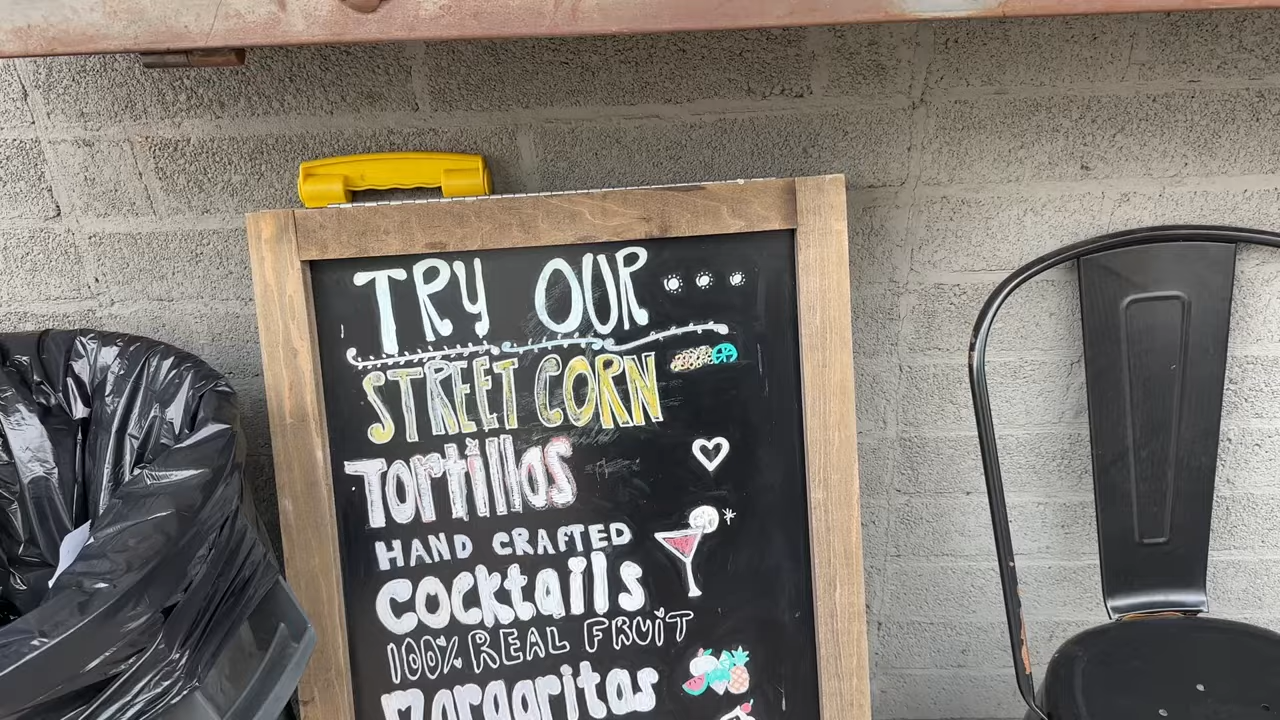 TRY OUR...
STREET CORN
Tortillas
HAND CRAFTED
Cocktails
100% REAL FRUiT
Margaritas